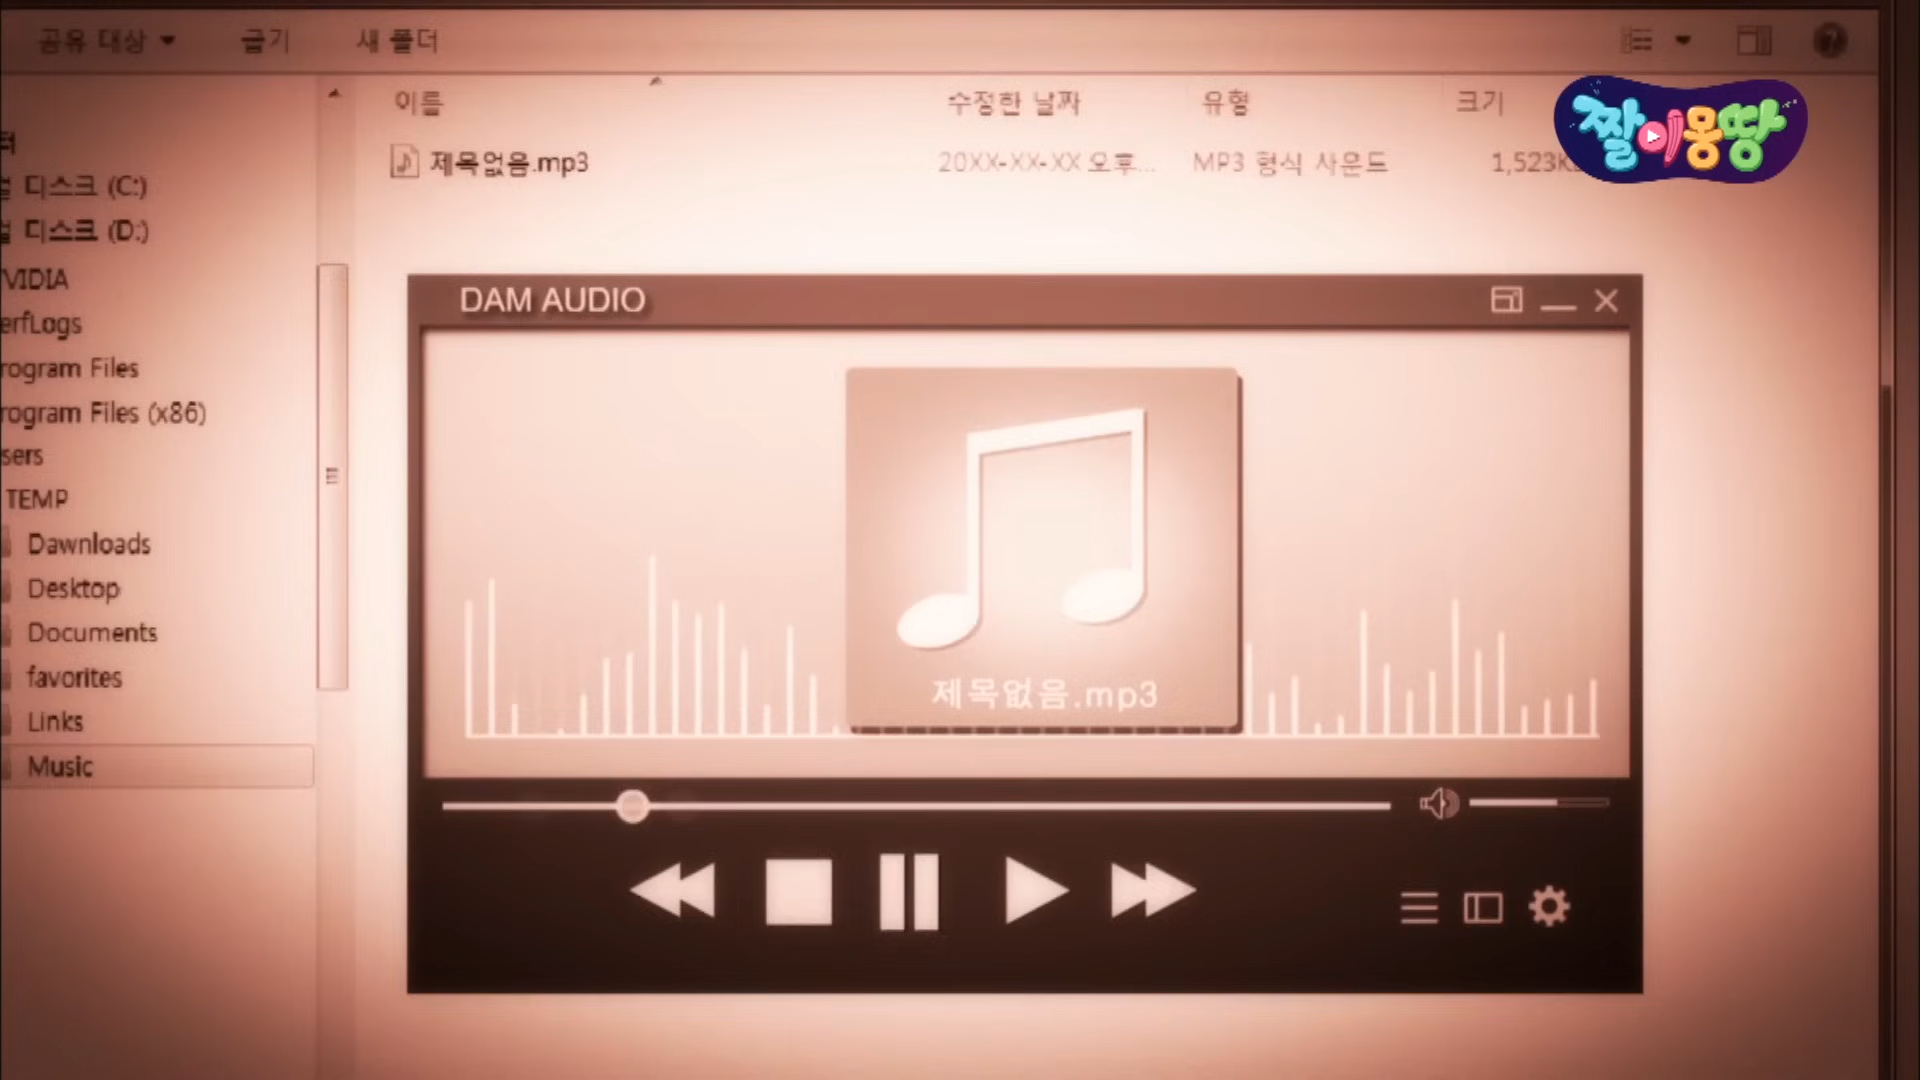 공유 대상 굽기 새 폴더
이름 수정한 날짜 유형 크기
제목없음.mp3 20XX-XX-XX 오후... MP3 형식 사운드 1,523K
짤이몽땅
터
컬 디스크 (C:)
컬 디스크 (D:)
VIDIA
erfLogs
rogram Files
rogram Files (x86)
sers
TEMP
Dawnloads
Desktop
Documents
favorites
Links
Music
DAM AUDIO
제목없음.mp3